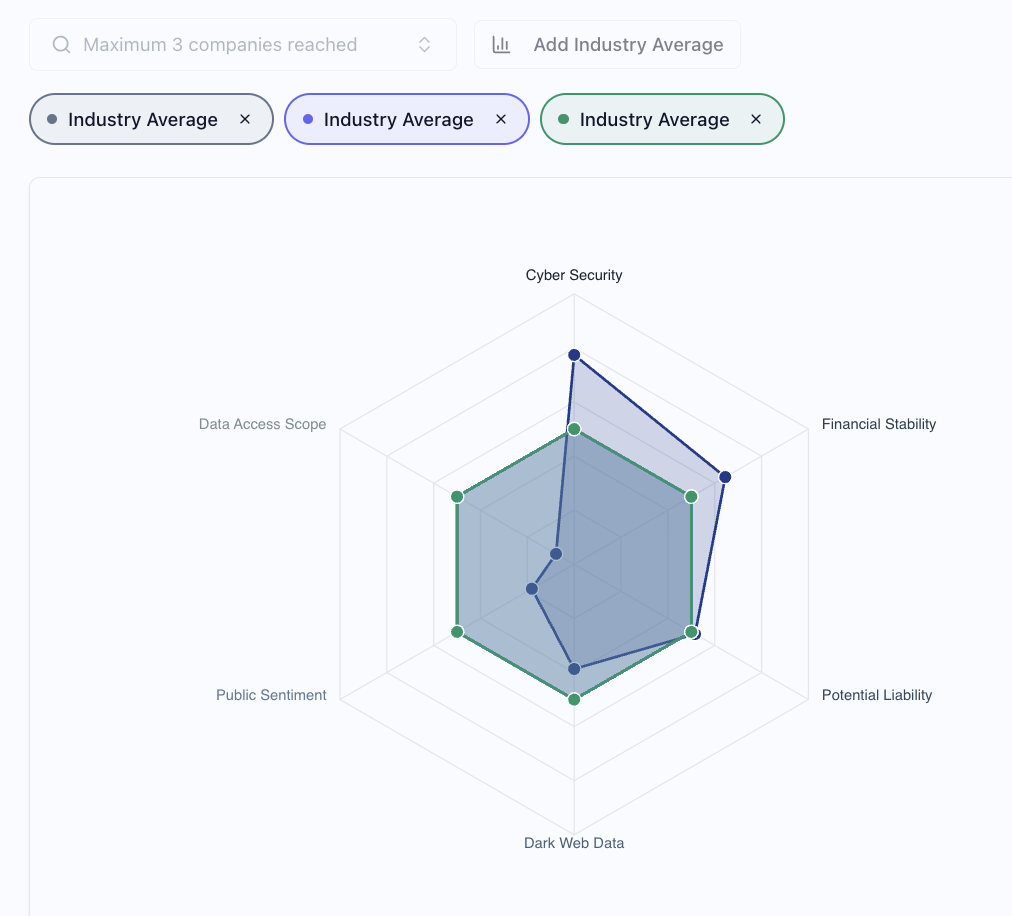 Maximum 3 companies reached
Add Industry Average
Industry Average ×
Industry Average ×
Industry Average ×
Cyber Security
Data Access Scope
Financial Stability
Public Sentiment
Potential Liability
Dark Web Data